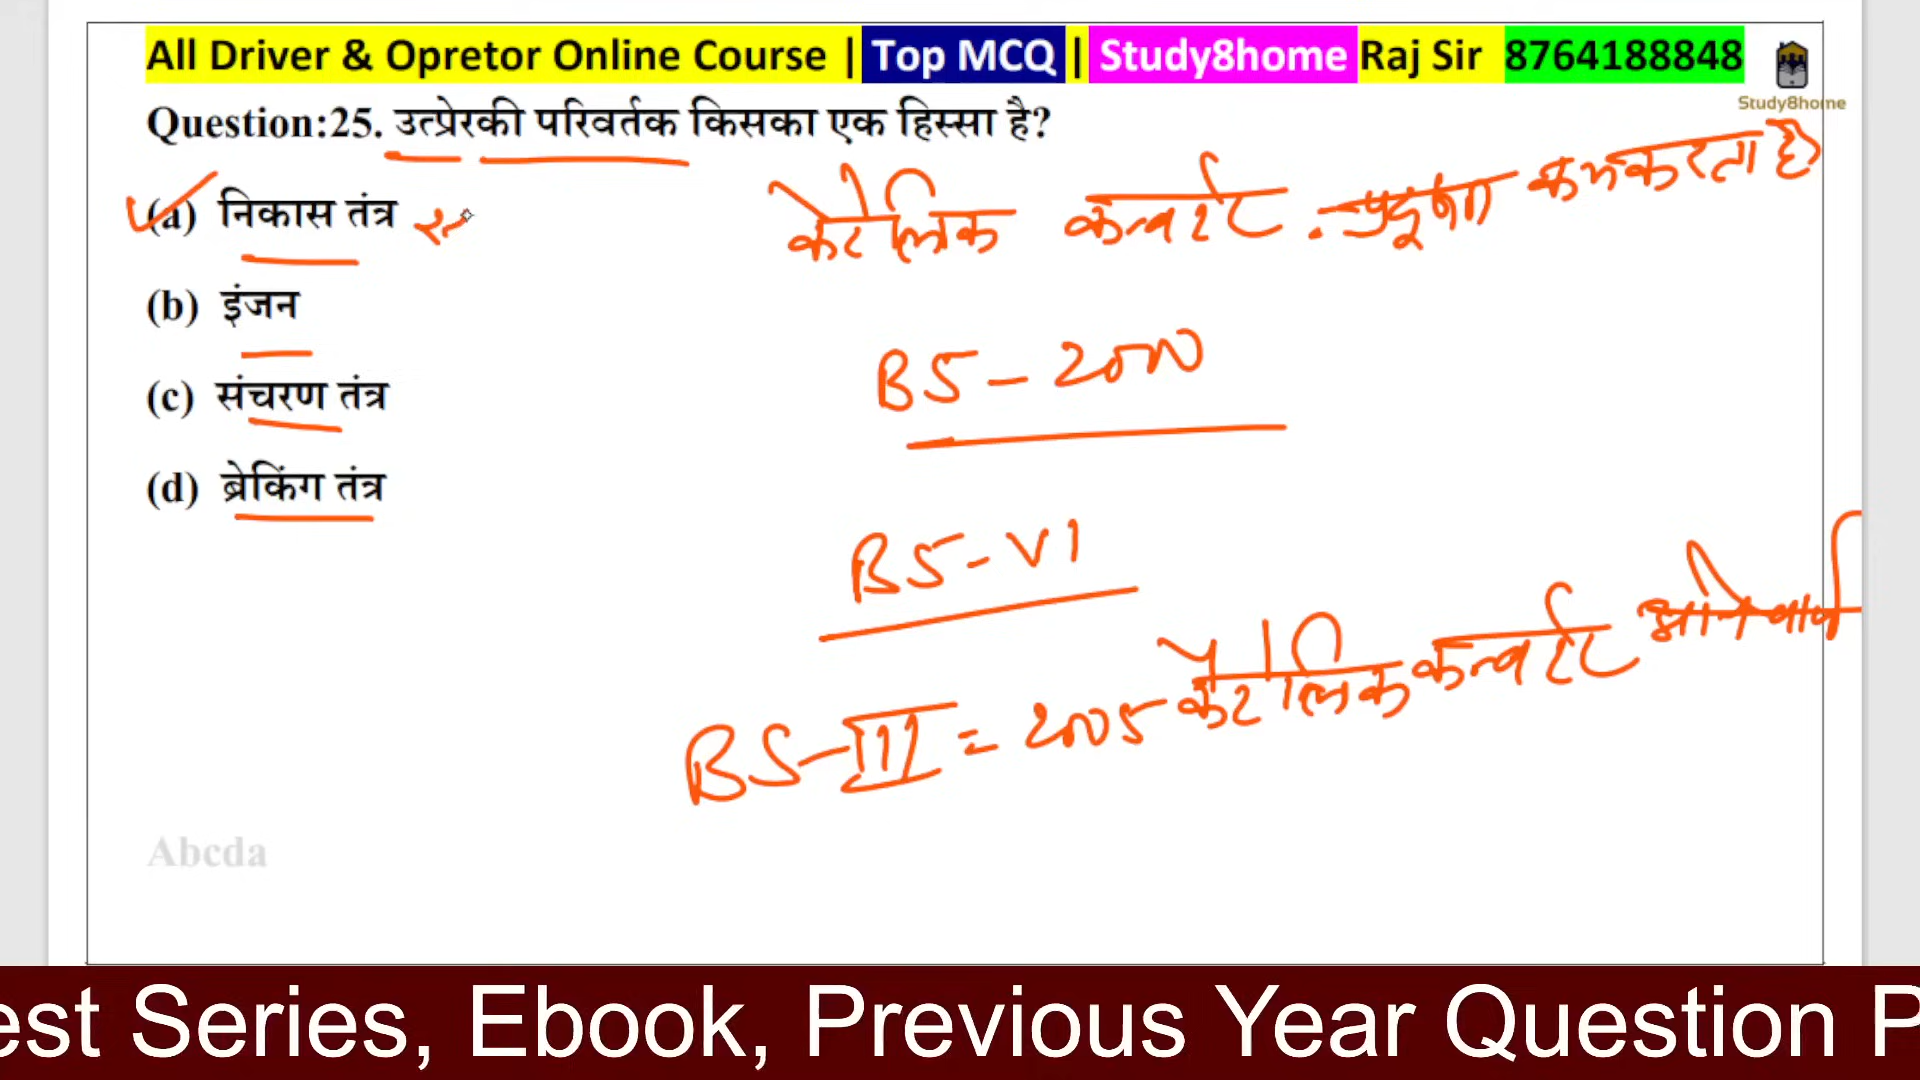 All Driver & Opretor Online Course | Top MCQ | Study8home Raj Sir 8764188848
Study8home
Question:25. उत्प्रेरकी परिवर्तक किसका एक हिस्सा है?
केटेलिक कन्वर्टर - प्रदूषण कम करता है
(a) निकास तंत्र
(b) इंजन
BS - 2000
(c) संचरण तंत्र
(d) ब्रेकिंग तंत्र
BS - VI
BS - III = 2005 - केटेलिक कन्वर्टर
Abcda
est Series, Ebook, Previous Year Question P